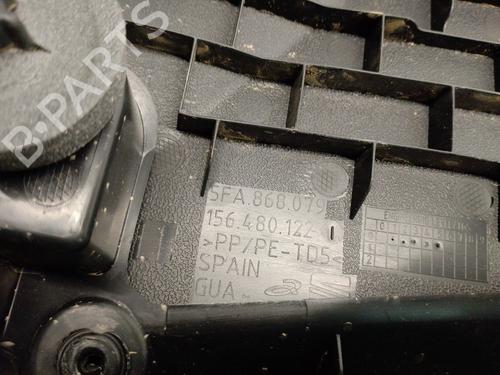 B-PARTS
5FA.868.079
156.480.122
>PP/PE-TD5<
SPAIN
GUA